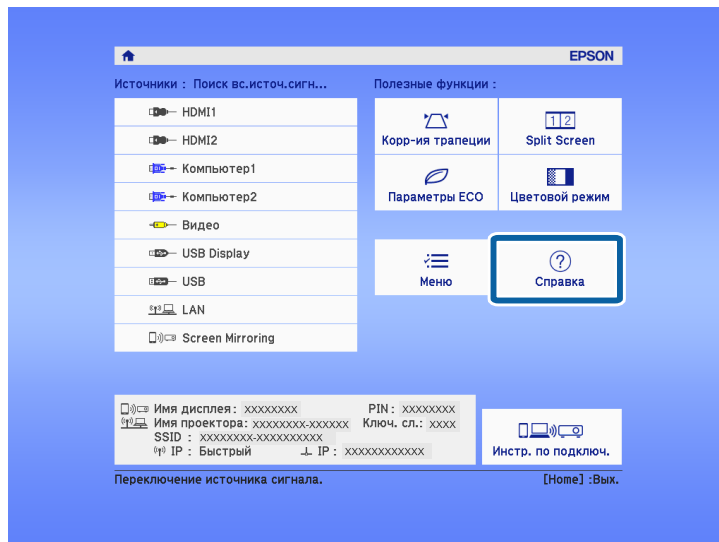 EPSON
Источники : Поиск вс.источ.сигн...
Полезные функции :
HDMI1
HDMI2
Компьютер1
Компьютер2
Видео
USB Display
USB
LAN
Screen Mirroring
Корр-ия трапеции
1 2
Split Screen
Параметры ECO
Цветовой режим
Меню
?
Справка
Имя дисплея : XXXXXXXX
PIN : XXXXXXXX
Имя проектора: XXXXXXXX-XXXXXX
Ключ. сл.: XXXX
SSID : XXXXXXXX-XXXXXXXXXX
IP : Быстрый
IP : XXXXXXXXXXXX
Инстр. по подключ.
Переключение источника сигнала.
[Home] :Вых.